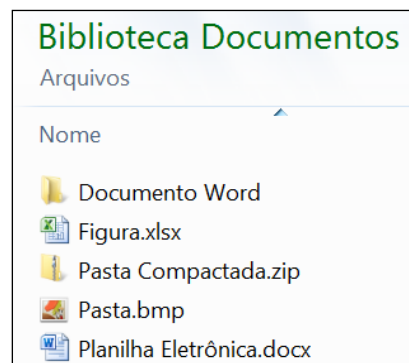 Biblioteca Documentos
Arquivos
Nome
Documento Word
Figura.xlsx
Pasta Compactada.zip
Pasta.bmp
Planilha Eletrônica.docx